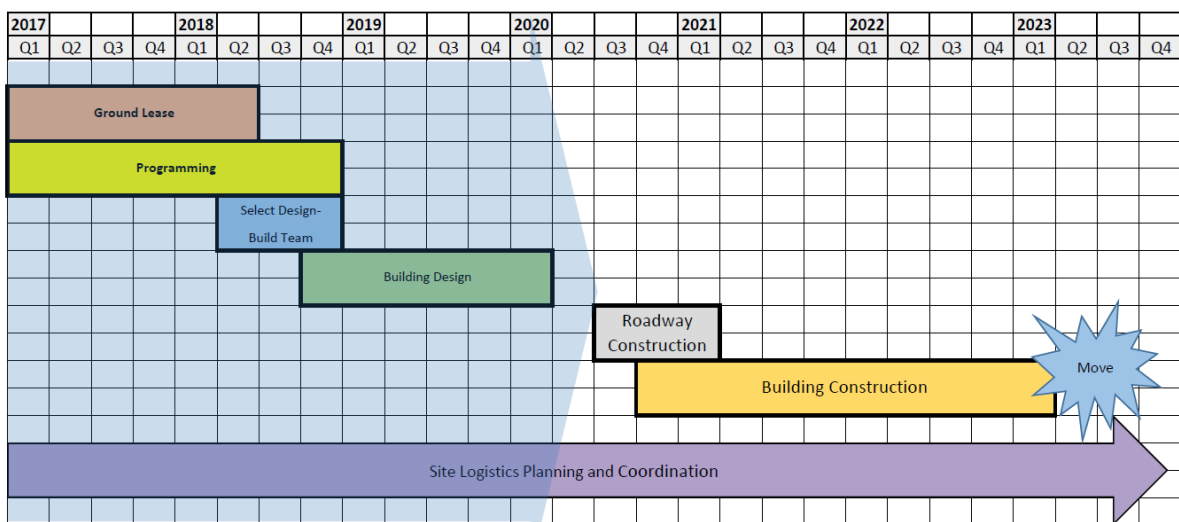 2017 2018 2019 2020 2021 2022 2023
Q1 Q2 Q3 Q4 Q1 Q2 Q3 Q4 Q1 Q2 Q3 Q4 Q1 Q2 Q3 Q4 Q1 Q2 Q3 Q4 Q1 Q2 Q3 Q4 Q1 Q2 Q3 Q4
Ground Lease
Programming
Select Design-
Build Team
Building Design
Roadway
Construction
Building Construction
Move
Site Logistics Planning and Coordination